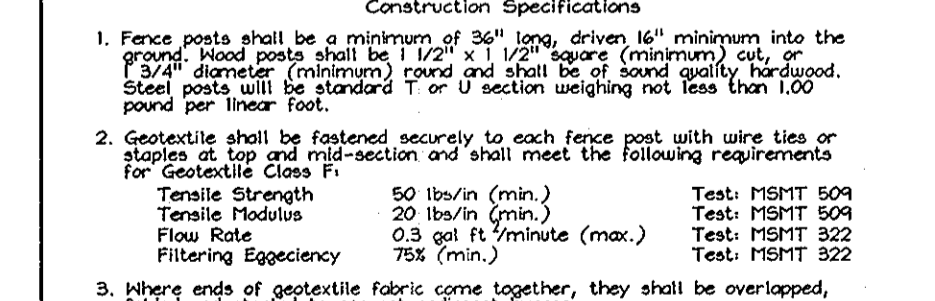 Construction Specifications
1. Fence posts shall be a minimum of 36" long, driven 16" minimum into the
ground. Wood posts shall be 1 1/2" x 1 1/2" square (minimum) cut, or
1 3/4" diameter (minimum) round and shall be of sound quality hardwood.
Steel posts will be standard T or U section weighing not less than 1.00
pound per linear foot.
2. Geotextile shall be fastened securely to each fence post with wire ties or
staples at top and mid-section and shall meet the following requirements
for Geotextile Class F:
Tensile Strength 50 lbs/in (min.) Test: MSMT 509
Tensile Modulus 20 lbs/in (min.) Test: MSMT 509
Flow Rate 0.3 gal ft ²/minute (max.) Test: MSMT 322
Filtering Eggeciency 75% (min.) Test: MSMT 322
3. Where ends of geotextile fabric come together, they shall be overlapped,